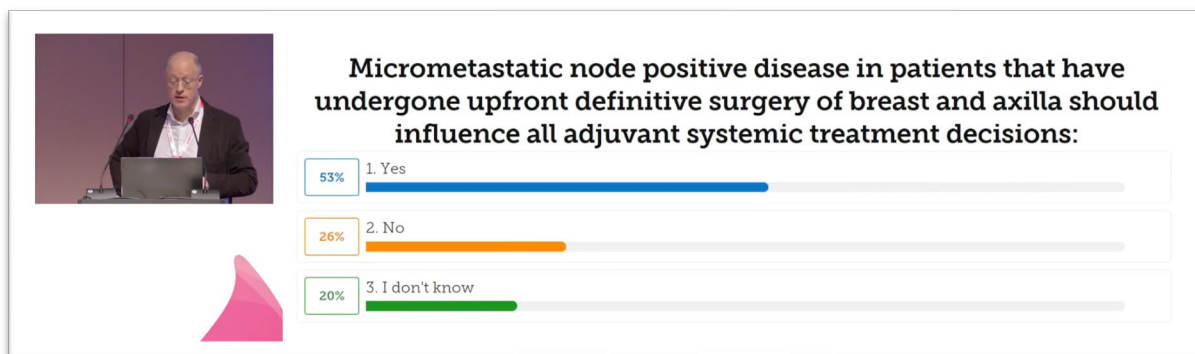 Micrometastatic node positive disease in patients that have
undergone upfront definitive surgery of breast and axilla should
influence all adjuvant systemic treatment decisions:
53% 1. Yes
26% 2. No
20% 3. I don't know